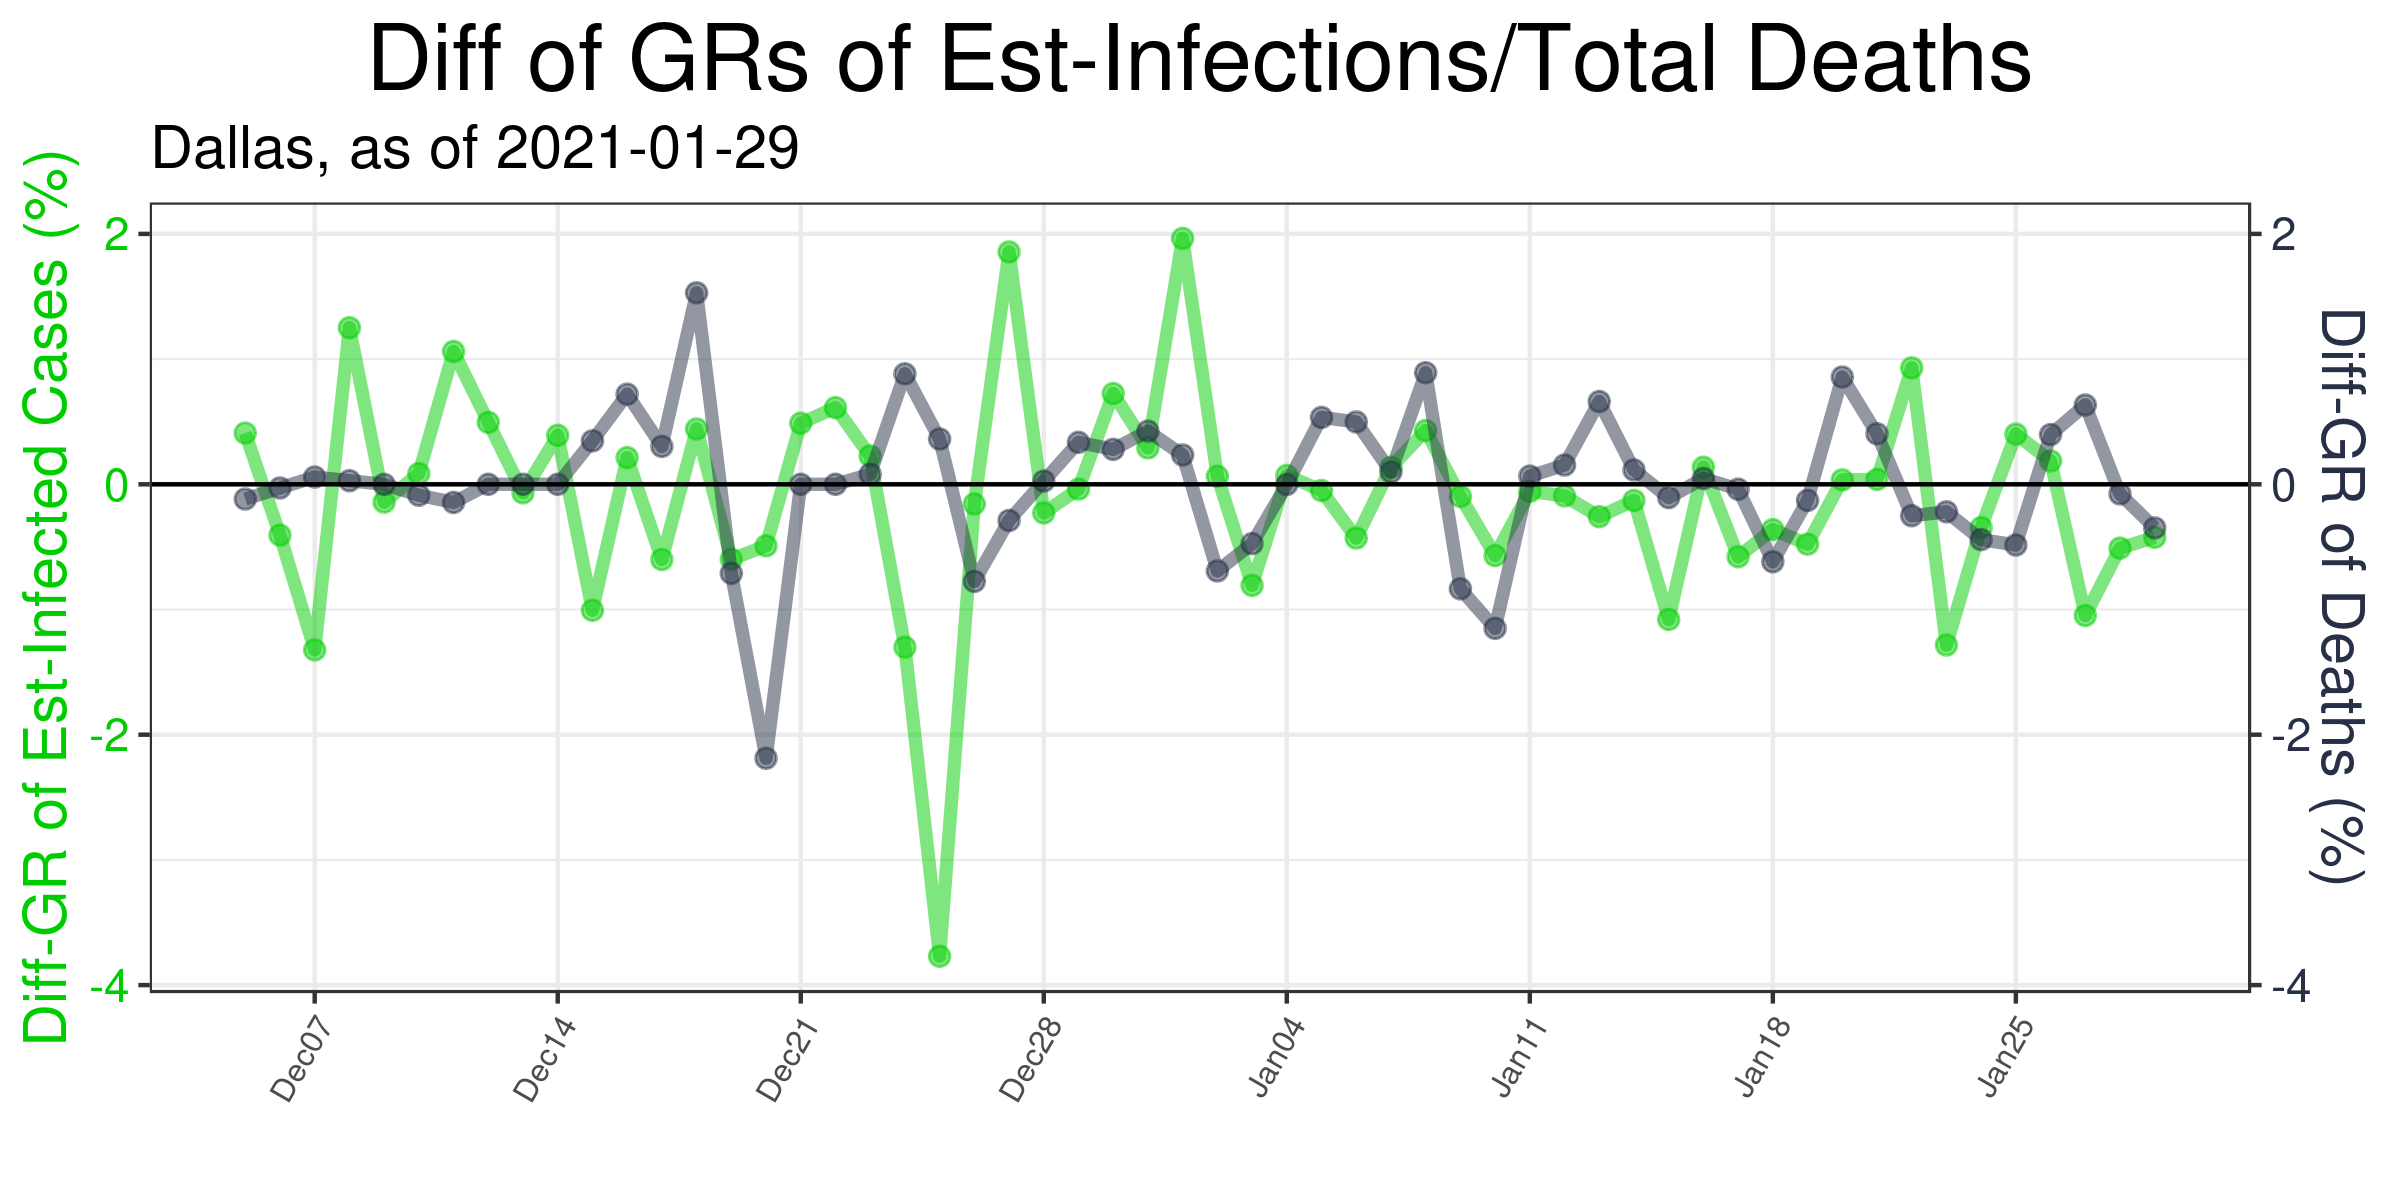 Diff of GRs of Est-Infections/Total Deaths
Dallas, as of 2021-01-29
Diff-GR of Est-Infected Cases (%)
2
0
-2
-4
2
0
-2
-4
Diff-GR of Deaths (%)
Dec07
Dec14
Dec21
Dec28
Jan04
Jan11
Jan18
Jan25